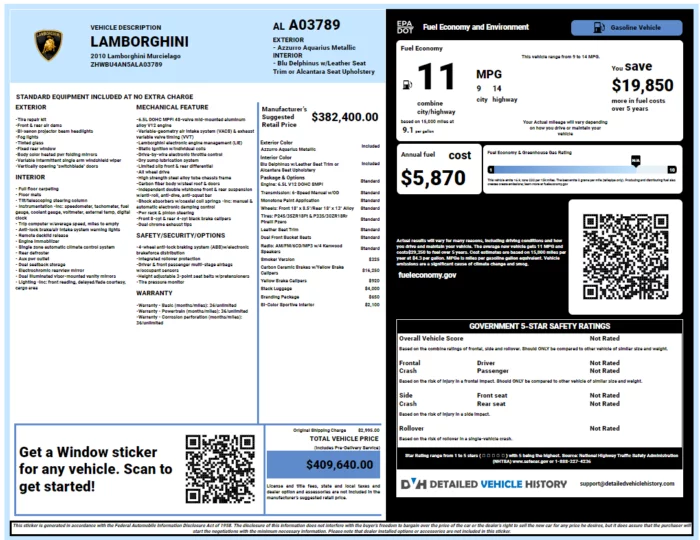 VEHICLE DESCRIPTION
LAMBORGHINI
2010 Lamborghini Murcielago
ZHWBU4AN5ALA03789
AL A03789
EXTERIOR
- Azzurro Aquarius Metallic
INTERIOR
- Blu Delphinus w/Leather Seat
Trim or Alcantara Seat Upholstery
STANDARD EQUIPMENT INCLUDED AT NO EXTRA CHARGE
EXTERIOR
-Tire repair kit
-Front & rear air dams
-Bi-xenon projector beam headlights
-Fog lights
-Tinted glass
-Fixed rear window
-Body color heated pwr folding mirrors
-Variable intermittent single arm windshield wiper
-Vertically opening "switchblade" doors
INTERIOR
- Full floor carpeting
- Floor mats
- Tilt/telescoping steering column
- Instrumentation -inc: speedometer, tachometer, fuel
gauge, coolant gauge, voltmeter, external temp, digital
clock
- Trip computer w/average speed, miles to empty
- Anti-lock brake/air intake system warning lights
- Remote decklid release
- Engine immobilizer
- Single zone automatic climate control system
- Rear defroster
- Aux pwr outlet
- Rear seatback storage
- Electrochromic rearview mirror
- Dual illuminated visor-mounted vanity mirrors
- Lighting -inc: front reading, delayed/fade courtesy,
cargo area
MECHANICAL FEATURE
-6.5L DOHC MPFI 48-valve mid-mounted aluminum
alloy V12 engine
-Variable-geometry air intake system (VACS) & exhaust
variable valve timing (VVT)
-Lamborghini electronic engine management (LIE)
-Static ignition w/individual coils
-Drive-by-wire electronic throttle control
-Dry sump lubrication system
-Limited slip front & rear differential
-All wheel drive
-High strength steel alloy tube chassis frame
-Carbon fiber body w/steel roof & doors
-Independent double wishbone front & rear suspension
w/anti-roll, anti-dive, anti-squat bar
-Shock absorbers w/coaxial coil springs -inc: manual &
automatic electronic damping control
-Pwr rack & pinion steering
-Front 8-pot & rear 4-pot black brake calipers
-Dual chrome exhaust tips
SAFETY/SECURITY/OPTIONS
-4-wheel anti-lock braking system (ABS) w/electronic
brakeforce distribution
-Integrated rollover protection
-Driver & front passenger multi-stage airbags
w/occupant sensors
-Height adjustable 3-point seat belts w/pretensioners
-Tire pressure monitor
WARRANTY
-Warranty - Basic (months/miles): 36/unlimited
-Warranty - Powertrain (months/miles): 36/unlimited
-Warranty - Corrosion perforation (months/miles):
36/unlimited
Manufacturer's
Suggested
Retail Price
$382,400.00
Exterior Color
Azzurro Aquarius Metallic Included
Interior Color
Blu Delphinus w/Leather Seat Trim or
Alcantara Seat Upholstery Included
Package & Options
Engine: 6.5L V12 DOHC SMPI Standard
Transmission: 6-Speed Manual w/OD Standard
Monotone Paint Application Standard
Wheels: Front 18" x 8.5"/Rear 18" x 13" Alloy Standard
Tires: P245/35ZR18Ft & P335/30ZR18Rr
Pirelli Standard
Leather Seat Trim Standard
Dual Front Bucket Seats Standard
Radio: AM/FM/6CD/MP3 w/4 Kenwood
Speakers Standard
Smoker Version $325
Carbon Ceramic Brakes w/Yellow Brake
Calipers $16,250
Yellow Brake Calipers $920
Black Luggage $4,000
Branding Package $650
Bi-Color Sportive Interior $2,100
Original Shipping Charge $2,995.00
TOTAL VEHICLE PRICE
(Includes Pre-Delivery Service)
$409,640.00
License and title fees, state and local taxes and
dealer option and accessories are not included in the
manufacturer's suggested retail price.
Get a Window sticker
for any vehicle. Scan to
get started!
EPA
DOT
Fuel Economy and Environment
Gasoline Vehicle
Fuel Economy
This vehicle range from 9 to 14 MPG.
11
MPG
9 14
city highway
combine
city/highway
based on 15,000 miles at
9.1 per gallon
You save
$19,850
more in fuel costs
over 5 years
Your Actual mileage will vary depending
on how you drive or maintain your
vehicle
Annual fuel cost
$5,870
Fuel Economy & Greenhouse Gas Rating
N/A
Actual results will vary for many reasons, including driving conditions and how
you drive and maintain your vehicle. The average new vehicle gets 11 MPG and
costs$29,350 to fuel over 5 years. Cost estimates are based on 15,000 miles per
year at $4.3 per gallon. MPGe is miles per gasoline gallon equivalent. Vehicle
emissions are a significant cause of climate change and smog.
fueleconomy.gov
GOVERNMENT 5-STAR SAFETY RATINGS
Overall Vehicle Score Not Rated
Based on the combine ratings of frontal, side and rollover. Should ONLY be compared to other vehicle of similar size and weight.
Frontal Driver Not Rated
Crash Passenger Not Rated
Based on the risk of injury in a frontal impact. Should ONLY be compared to other vehicle of similar size and weight.
Side Front seat Not Rated
Crash Rear seat Not Rated
Based on the risk of injury in a side impact.
Rollover Not Rated
Based on the risk of rollover in a single-vehicle crash.
Star Rating range from 1 to 5 stars with 5 being the highest. Source: National Highway Traffic Safety Administration
(NHTSA) www.safercar.gov or 1-888-327-4236
DVH DETAILED VEHICLE HISTORY
support@detailedvehiclehistory.com
This sticker is generated in accordance with the Federal Automobile Information Disclosure Act of 1958. The disclosure of this information does not interfere with the buyer's freedom to bargain over the price of the car or the dealer's right to sell the new car for any price he desires, but it does assure that the purchaser will
start the negotiations with the minimum necessary information. Please note that dealer installed options or accessories are not included in this sticker.